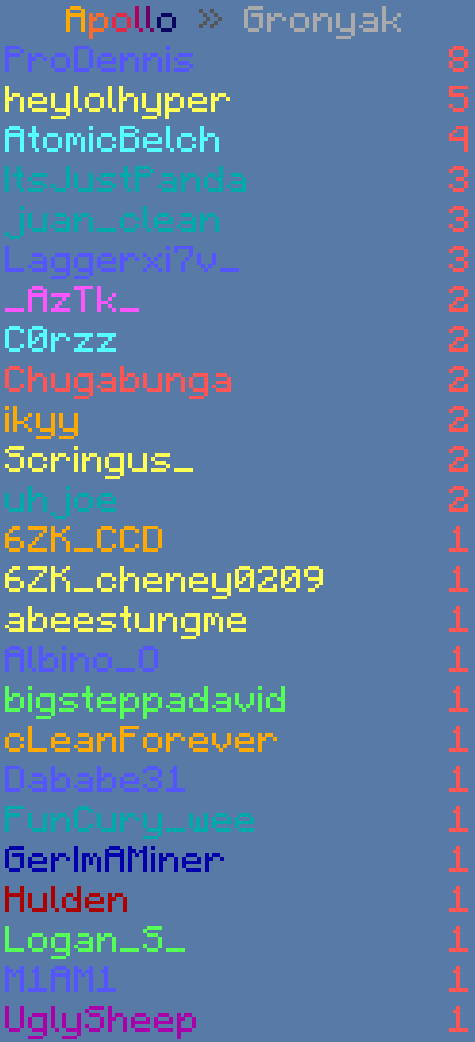 Apollo » Gronyak
ProDennis 8
heylolhyper 5
AtomicBelch 4
ItsJustPanda 3
juan_clean 3
Laggerxi7v_ 3
_AzTk_ 2
C0rzz 2
Chugabunga 2
ikyy 2
Scringus_ 2
uhjoe 2
6ZK_CCD 1
6ZK_cheney0209 1
abeestungme 1
Albino_O 1
bigsteppadavid 1
cLeanForever 1
Dababe31 1
FunCury_wee 1
GerImAMiner 1
Hulden 1
Logan_S_ 1
M1AM1 1
UglySheep 1